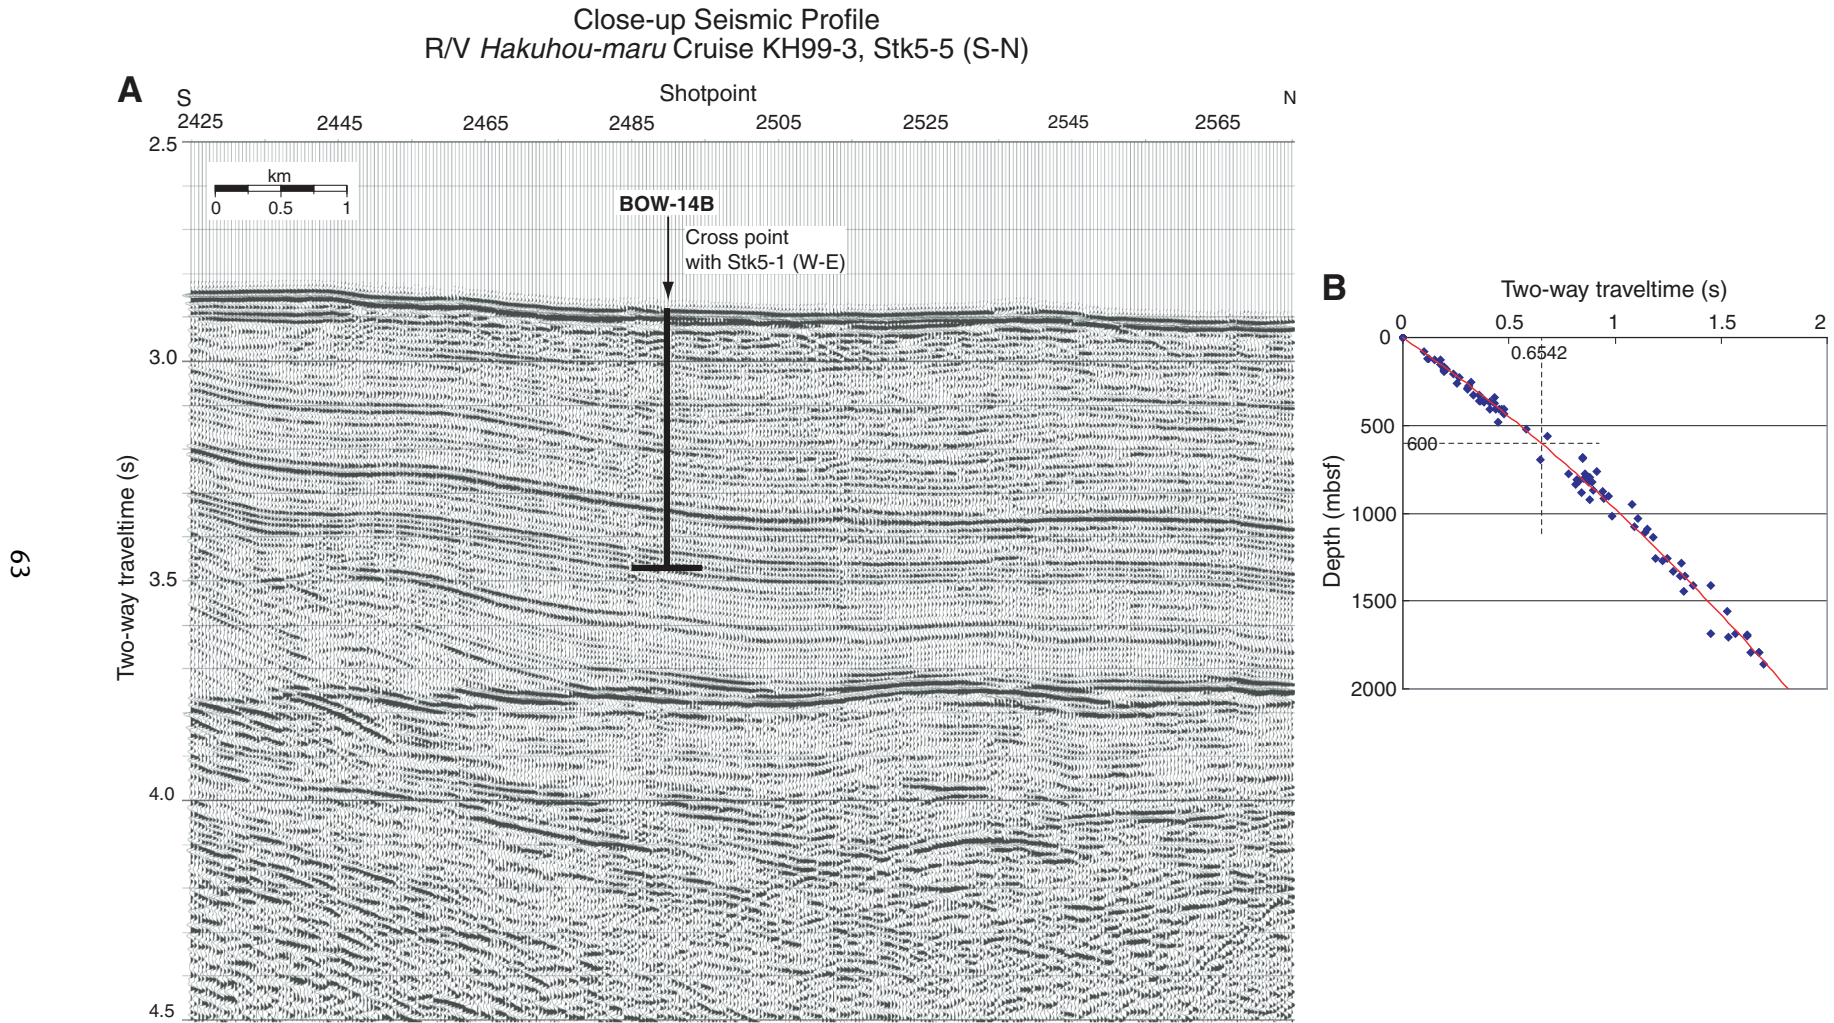 Close-up Seismic Profile
R/V Hakuhou-maru Cruise KH99-3, Stk5-5 (S-N)
A
S
Shotpoint
N
2425 2445 2465 2485 2505 2525 2545 2565
2.5
km
0 0.5 1
BOW-14B
Cross point
with Stk5-1 (W-E)
3.0
Two-way traveltime (s)
3.5
4.0
4.5
B
Two-way traveltime (s)
0 0.5 1 1.5 2
0
0.6542
500
600
Depth (mbsf)
1000
1500
2000
63